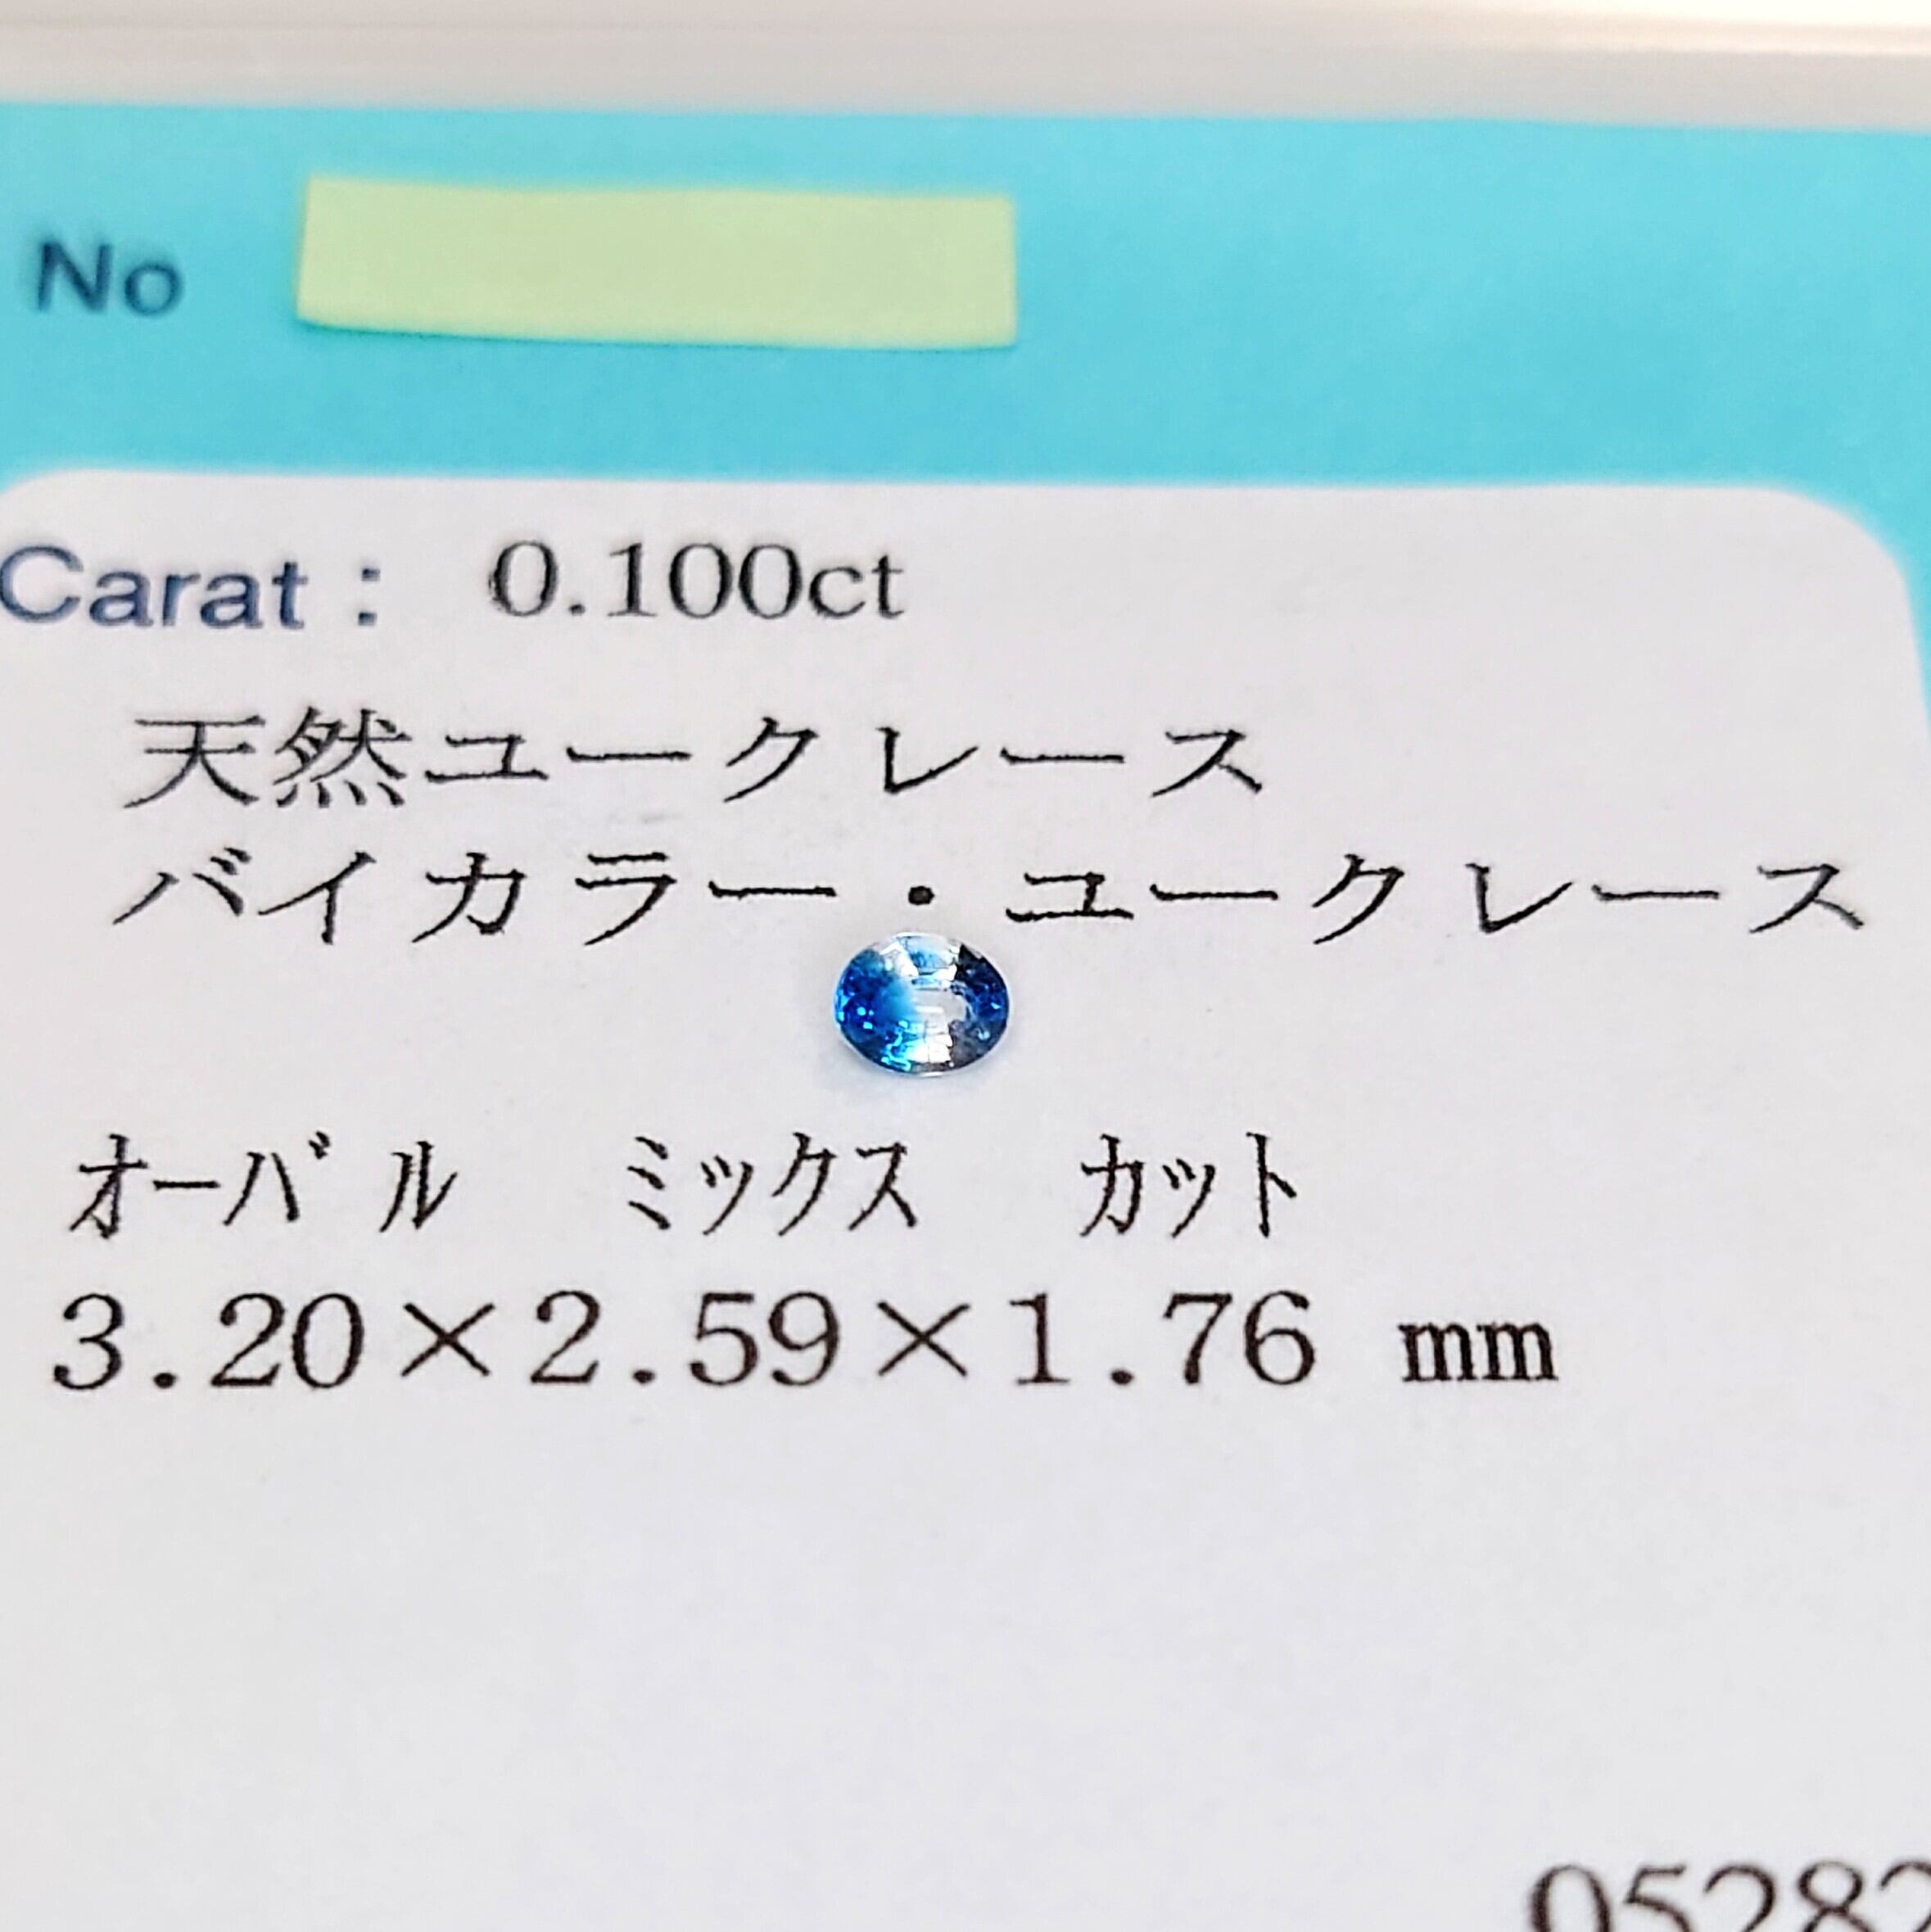 No
Carat : 0.100ct
天然ユークレース
バイカラー・ユークレース
ｵｰﾊﾞﾙ ﾐｯｸｽ ｶｯﾄ
3.20×2.59×1.76 mm